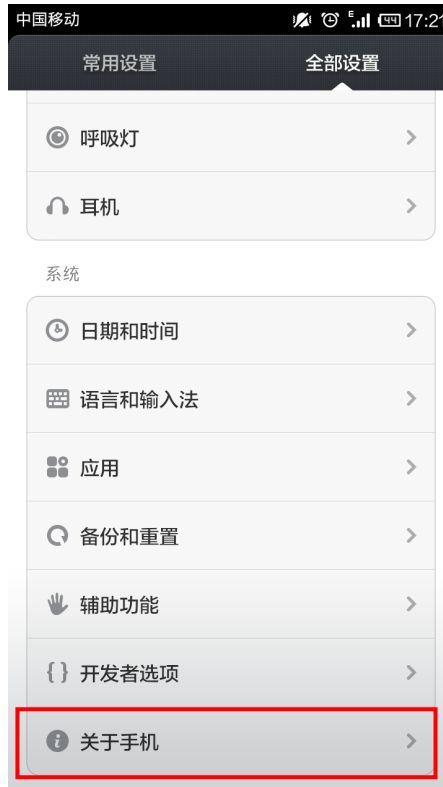 中国移动 E 44 17:21
常用设置 全部设置
呼吸灯
耳机
系统
日期和时间
语言和输入法
应用
备份和重置
辅助功能
{ } 开发者选项
关于手机